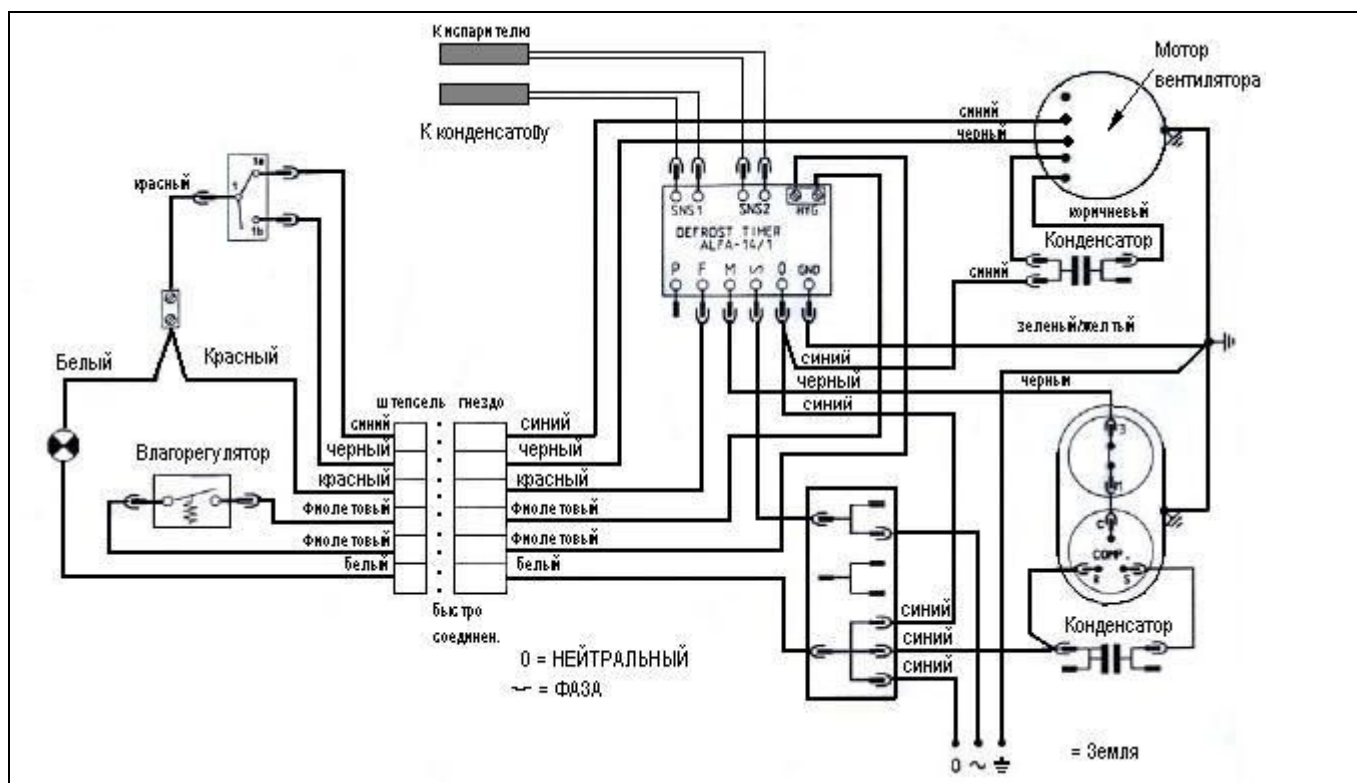 К испарителю
К конденсатоРу
Мотор
вентилятора
синий
черный
коричневый
Конденсатор
синий
зеленый/желтый
SNS1
SNS2
HYG
DEFROST TIMER
ALFA-14/1
P F M S O GND
красный
1
1a
1b
Белый
Красный
Влагорегулятор
штепсель
гнездо
синий
черный
красный
Фиолетовый
Фиолетовый
белый
синий
черный
красный
Фиолетовый
Фиолетовый
белый
быстро
соединен.
синий
черный
синий
черный
3
1
C
COMP.
R S
Конденсатор
синий
синий
синий
0 = НЕЙТРАЛЬНЫЙ
~ = ФАЗА
0 ~
= Земля